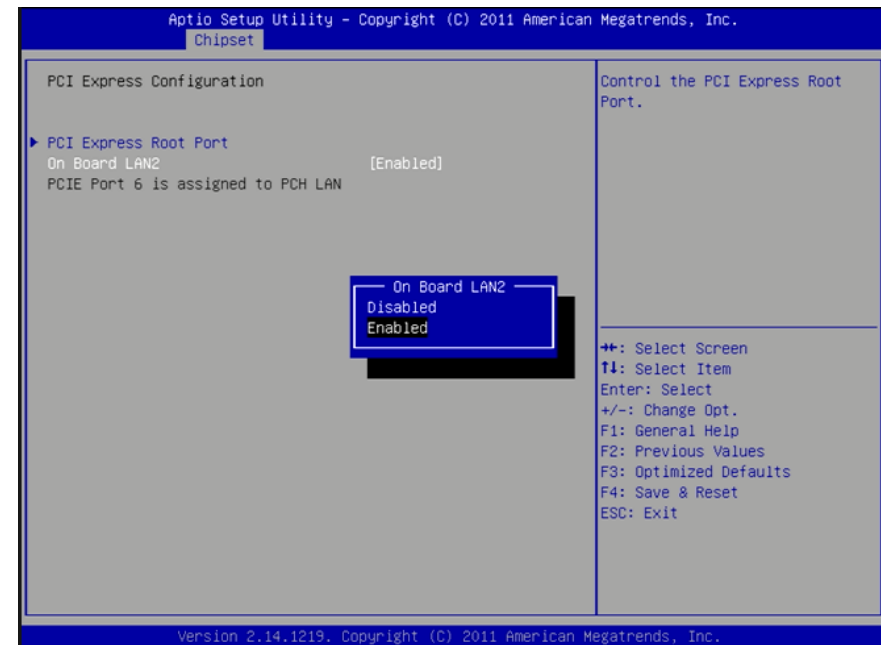 Aptio Setup Utility – Copyright (C) 2011 American Megatrends, Inc.
Chipset
PCI Express Configuration
PCI Express Root Port
On Board LAN2 [Enabled]
PCIE Port 6 is assigned to PCH LAN
On Board LAN2
Disabled
Enabled
Control the PCI Express Root
Port.
→←: Select Screen
↑↓: Select Item
Enter: Select
+/-: Change Opt.
F1: General Help
F2: Previous Values
F3: Optimized Defaults
F4: Save & Reset
ESC: Exit
Version 2.14.1219. Copyright (C) 2011 American Megatrends, Inc.